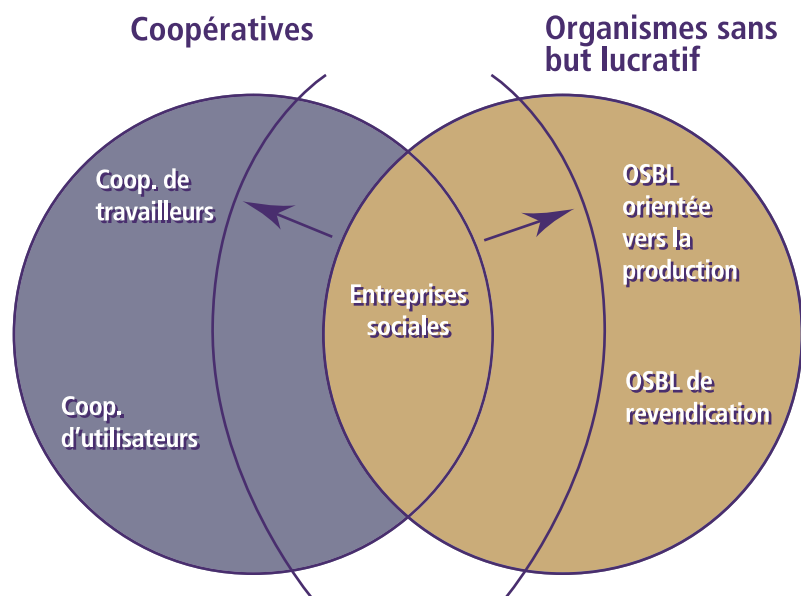 Coopératives
Organismes sans
but lucratif
Coop. de
travailleurs
OSBL
orientée
vers la
production
Entreprises
sociales
Coop.
d'utilisateurs
OSBL de
revendication